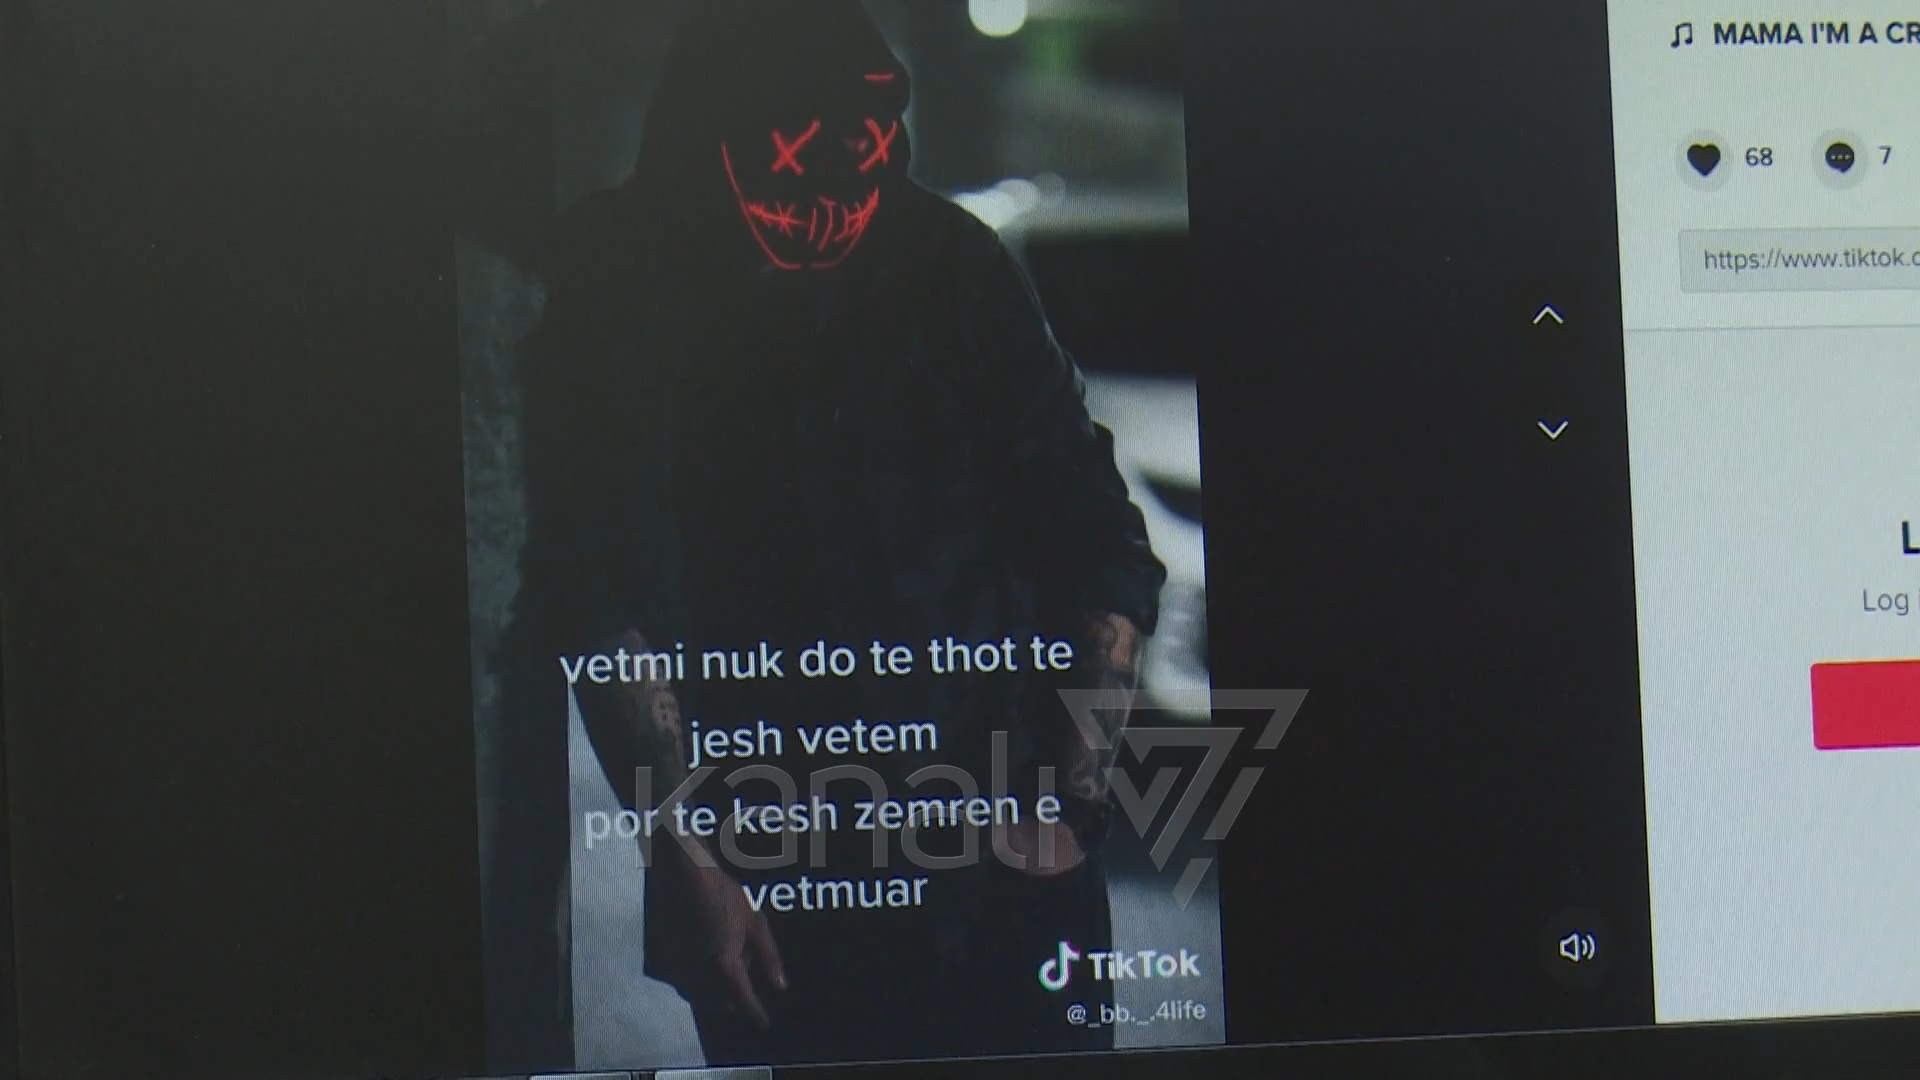 MAMA I'M A CR
68
7
https://www.tiktok.c
L
Log
vetmi nuk do te thot te
jesh vetem
por te kesh zemren e
vetmuar
kanali 7
TikTok
@_bb._.4life